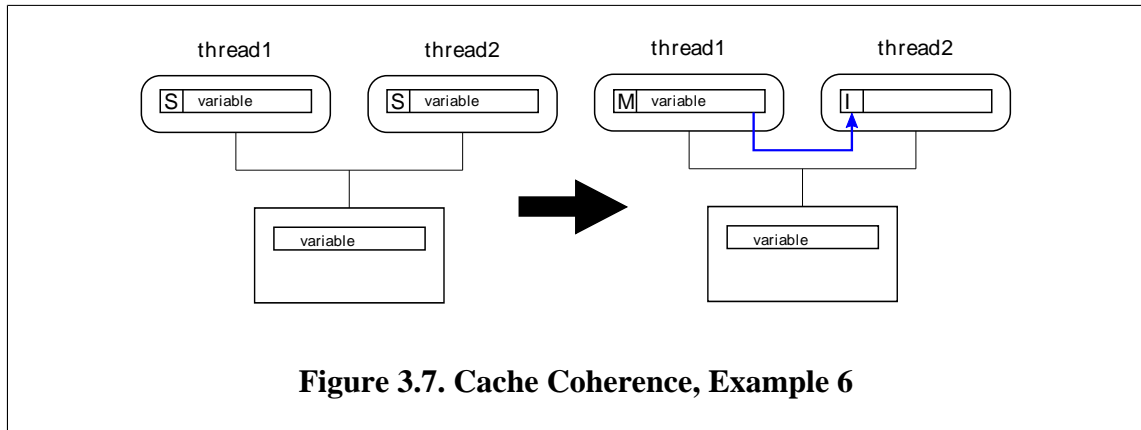 thread1 thread2 thread1 thread2
S variable S variable M variable I
variable variable
Figure 3.7. Cache Coherence, Example 6